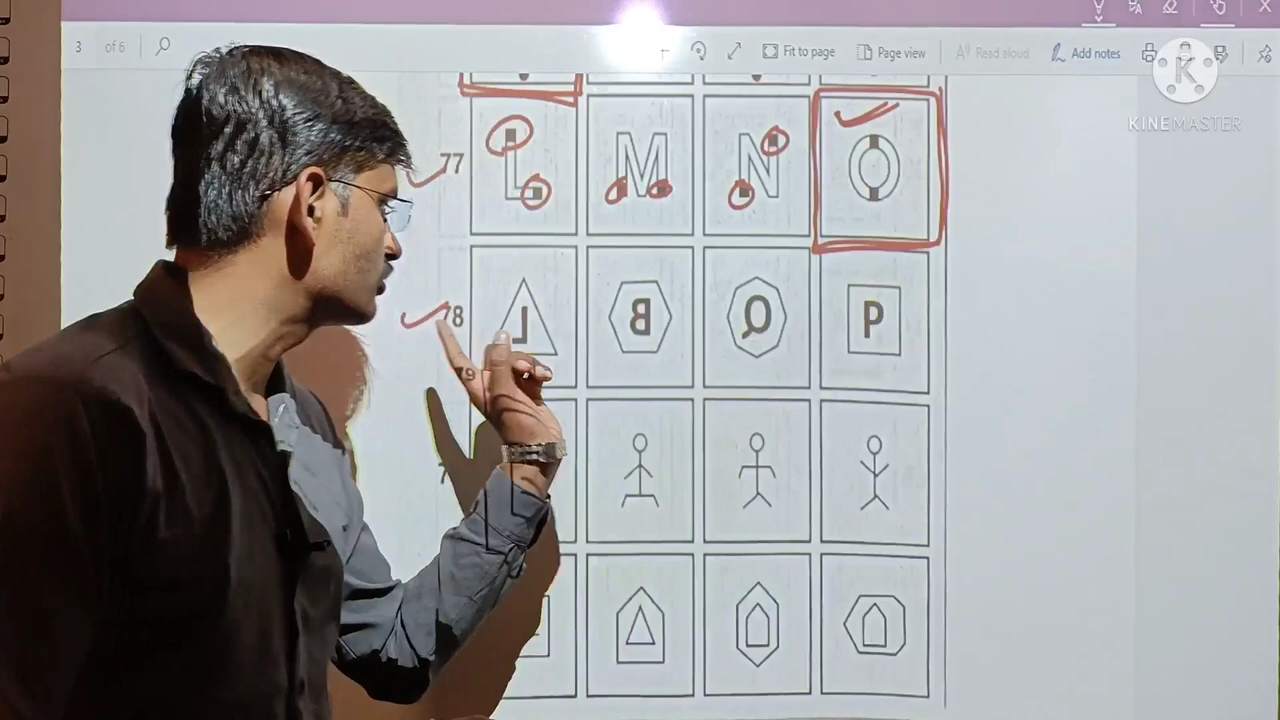 3 of 6 Fit to page Page view Read aloud Add notes
K
KINEMASTER
77 L M N O
78 L B Q P